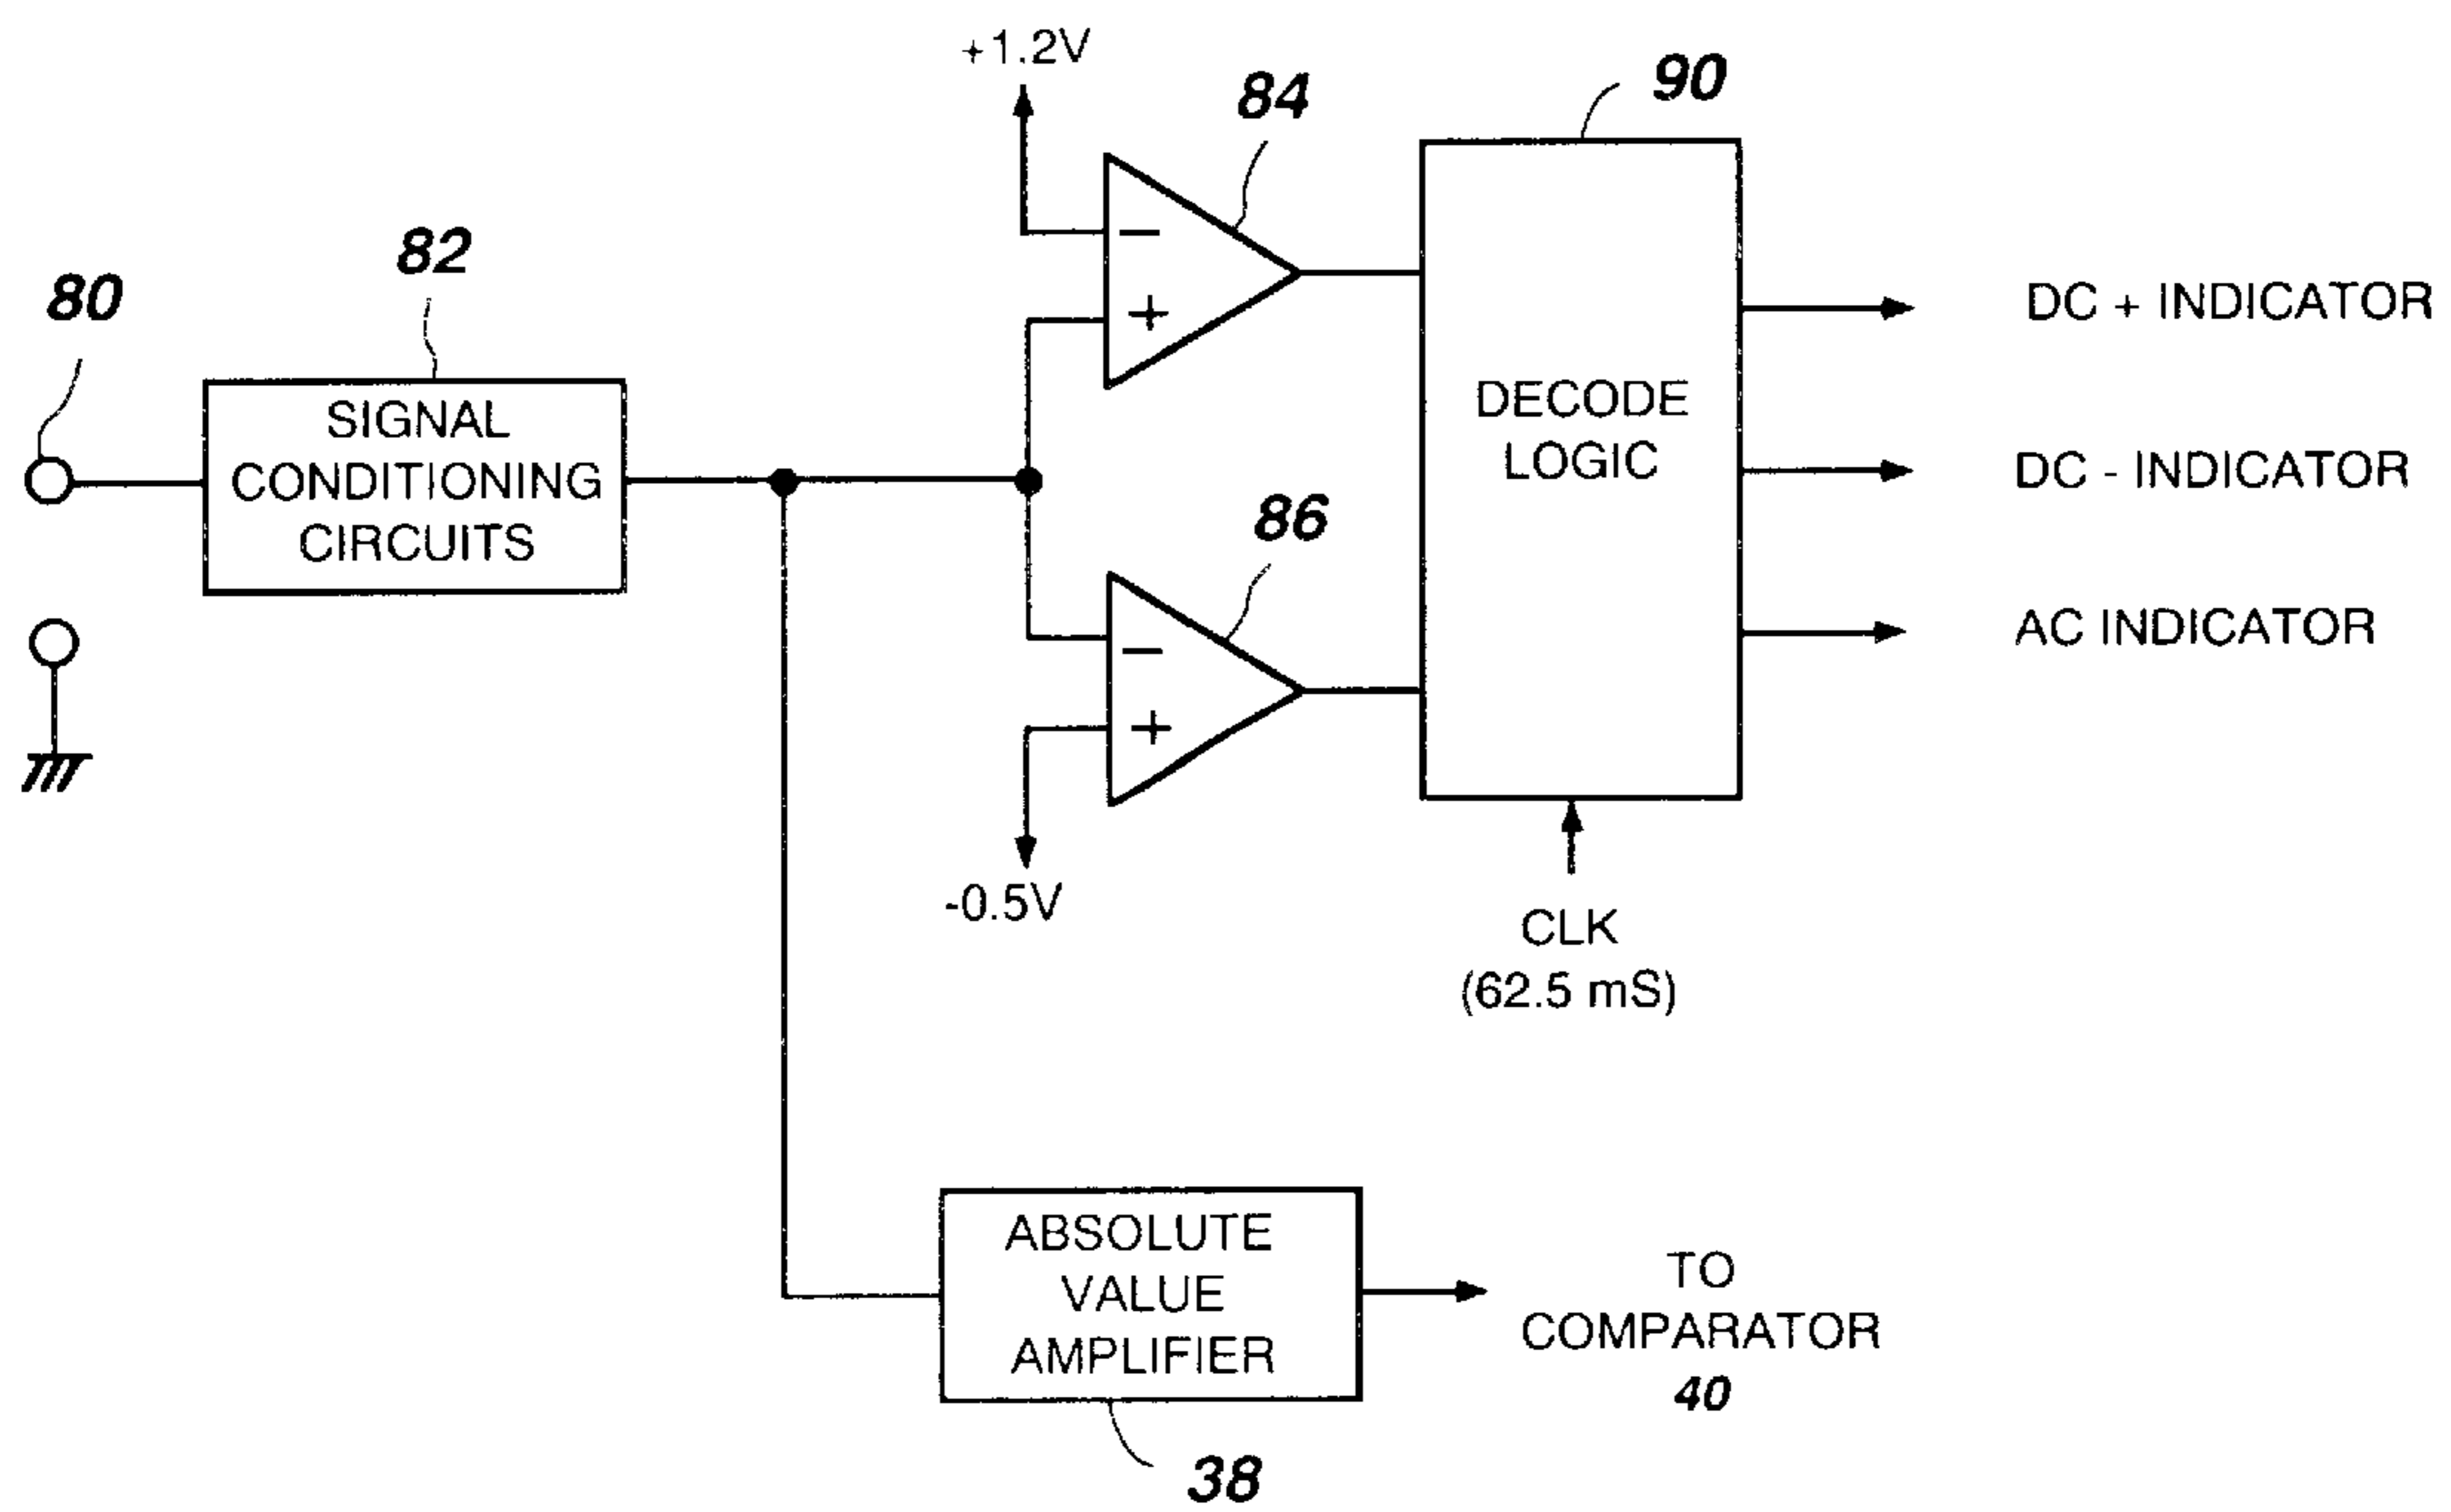 +1.2V
84
90
82
80
−
+
SIGNAL
CONDITIONING
CIRCUITS
DECODE
LOGIC
DC + INDICATOR
DC - INDICATOR
AC INDICATOR
86
−
+
-0.5V
CLK
(62.5 mS)
ABSOLUTE
VALUE
AMPLIFIER
TO
COMPARATOR
40
38